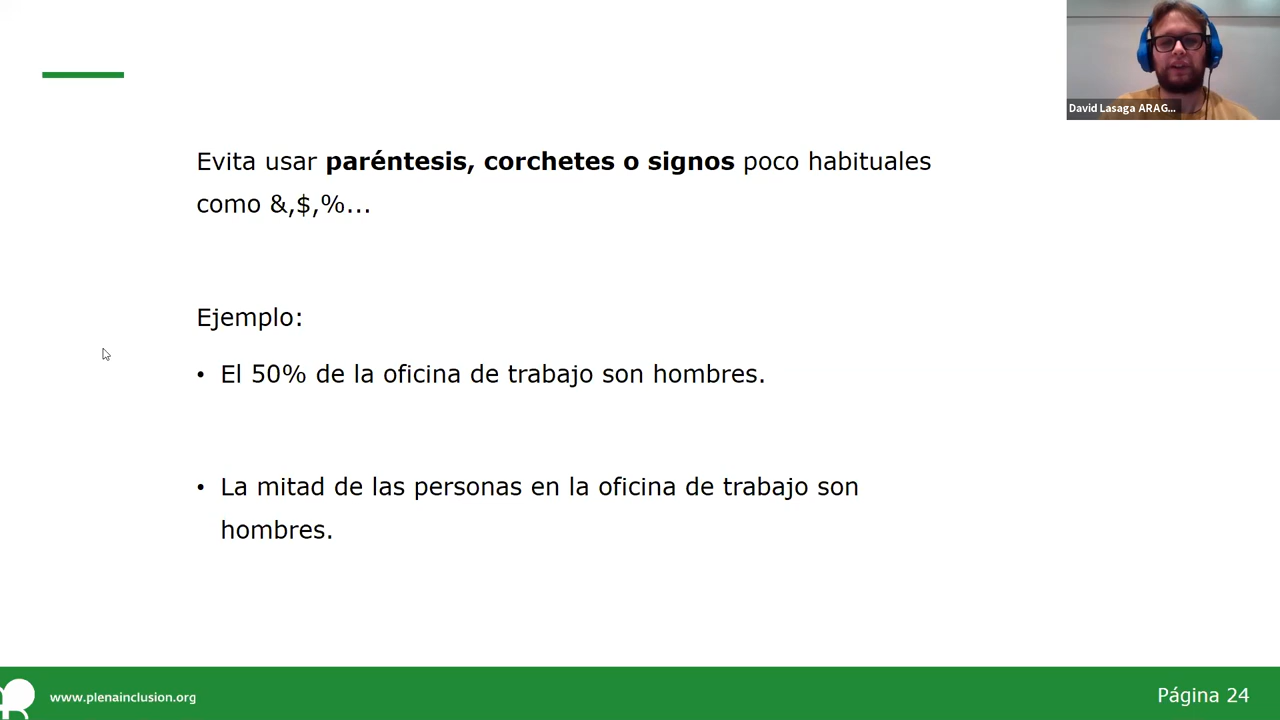 David Lasaga ARAG...
Evita usar paréntesis, corchetes o signos poco habituales
como &,$,%...
Ejemplo:
• El 50% de la oficina de trabajo son hombres.
• La mitad de las personas en la oficina de trabajo son
hombres.
www.plenainclusion.org
Página 24